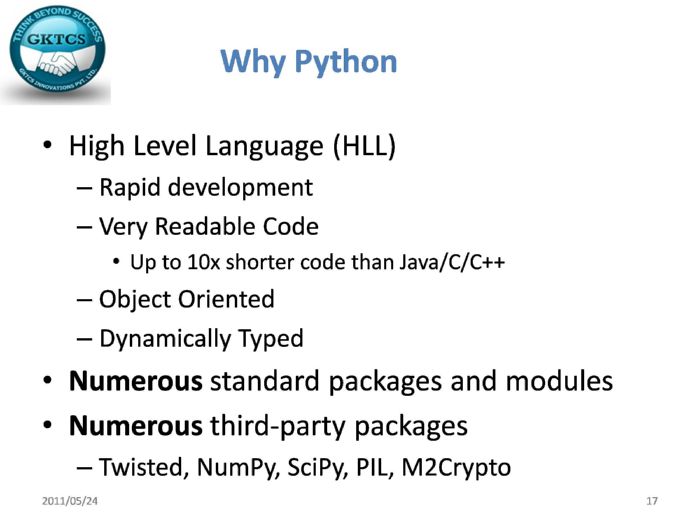 THINK BEYOND SUCCESS
GKTCS
GKTCS INNOVATIONS PVT. LTD.
Why Python
• High Level Language (HLL)
– Rapid development
– Very Readable Code
• Up to 10x shorter code than Java/C/C++
– Object Oriented
– Dynamically Typed
• Numerous standard packages and modules
• Numerous third-party packages
– Twisted, NumPy, SciPy, PIL, M2Crypto
2011/05/24
17